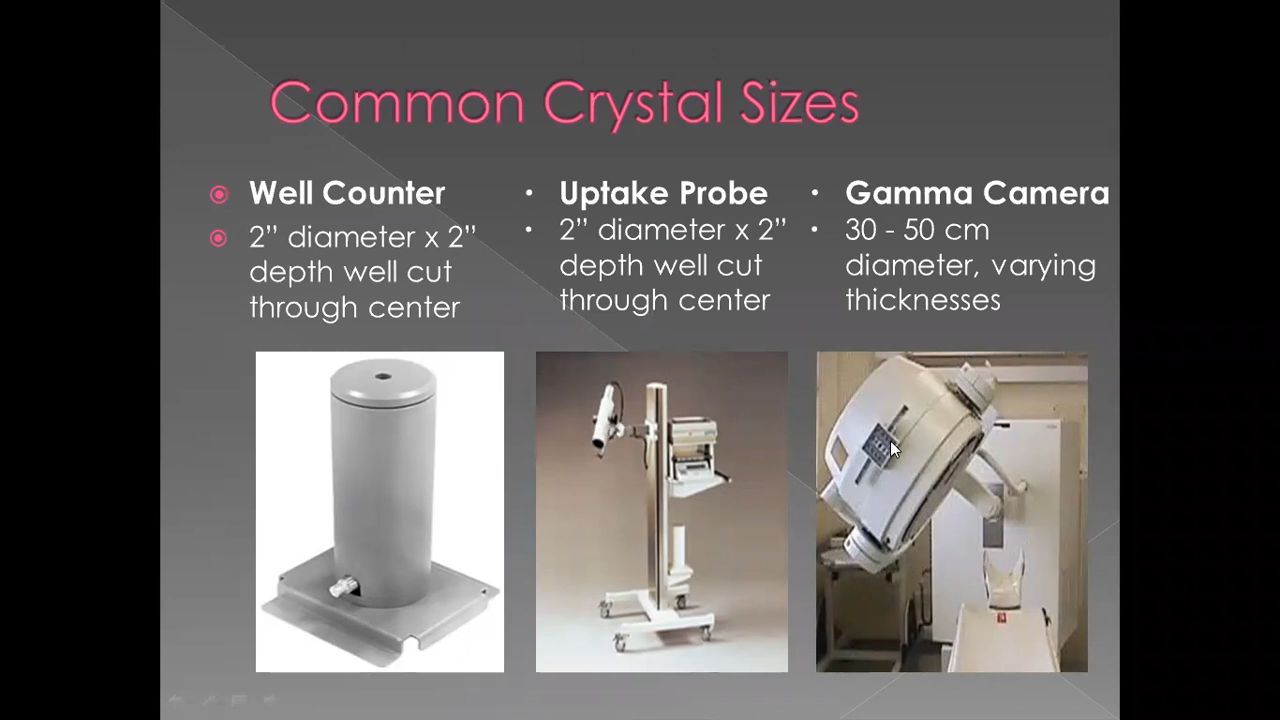 Common Crystal Sizes
Well Counter
2” diameter x 2”
depth well cut
through center
Uptake Probe
2” diameter x 2”
depth well cut
through center
Gamma Camera
30 - 50 cm
diameter, varying
thicknesses